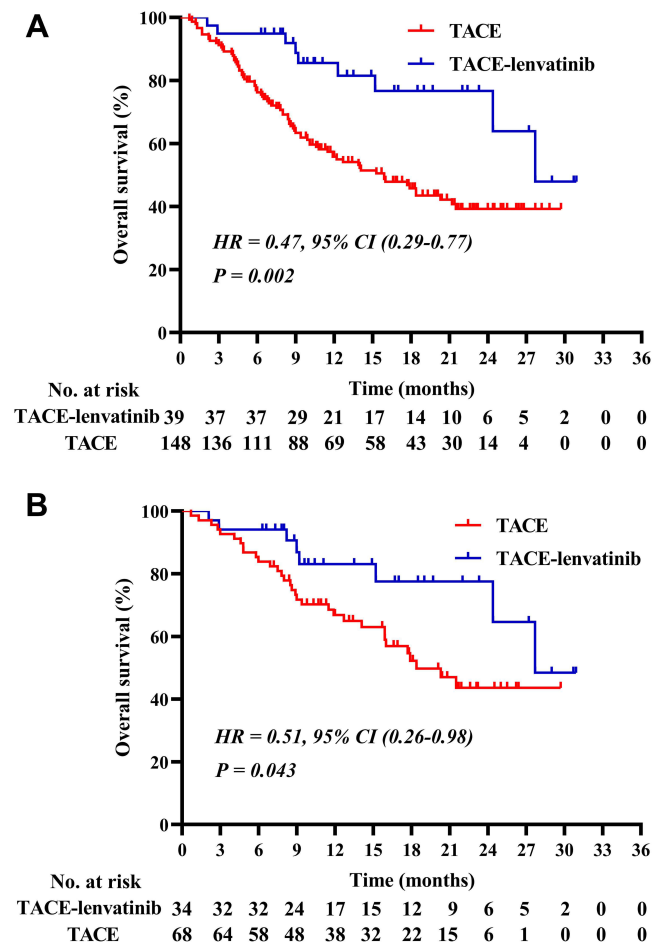 A
100
TACE
TACE-lenvatinib
80
60
40
20
0
Overall survival (%)
HR = 0.47, 95% CI (0.29-0.77)
P = 0.002
0 3 6 9 12 15 18 21 24 27 30 33 36
Time (months)
No. at risk
TACE-lenvatinib 39 37 37 29 21 17 14 10 6 5 2 0 0
TACE 148 136 111 88 69 58 43 30 14 4 0 0 0
B
100
TACE
TACE-lenvatinib
80
60
40
20
0
Overall survival (%)
HR = 0.51, 95% CI (0.26-0.98)
P = 0.043
0 3 6 9 12 15 18 21 24 27 30 33 36
Time (months)
No. at risk
TACE-lenvatinib 34 32 32 24 17 15 12 9 6 5 2 0 0
TACE 68 64 58 48 38 32 22 15 6 1 0 0 0